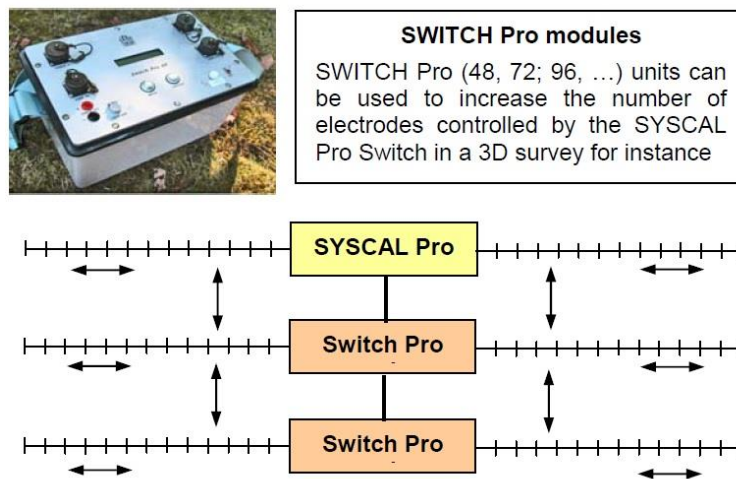 SWITCH Pro modules
SWITCH Pro (48, 72; 96, …) units can
be used to increase the number of
electrodes controlled by the SYSCAL
Pro Switch in a 3D survey for instance
SYSCAL Pro
Switch Pro
Switch Pro